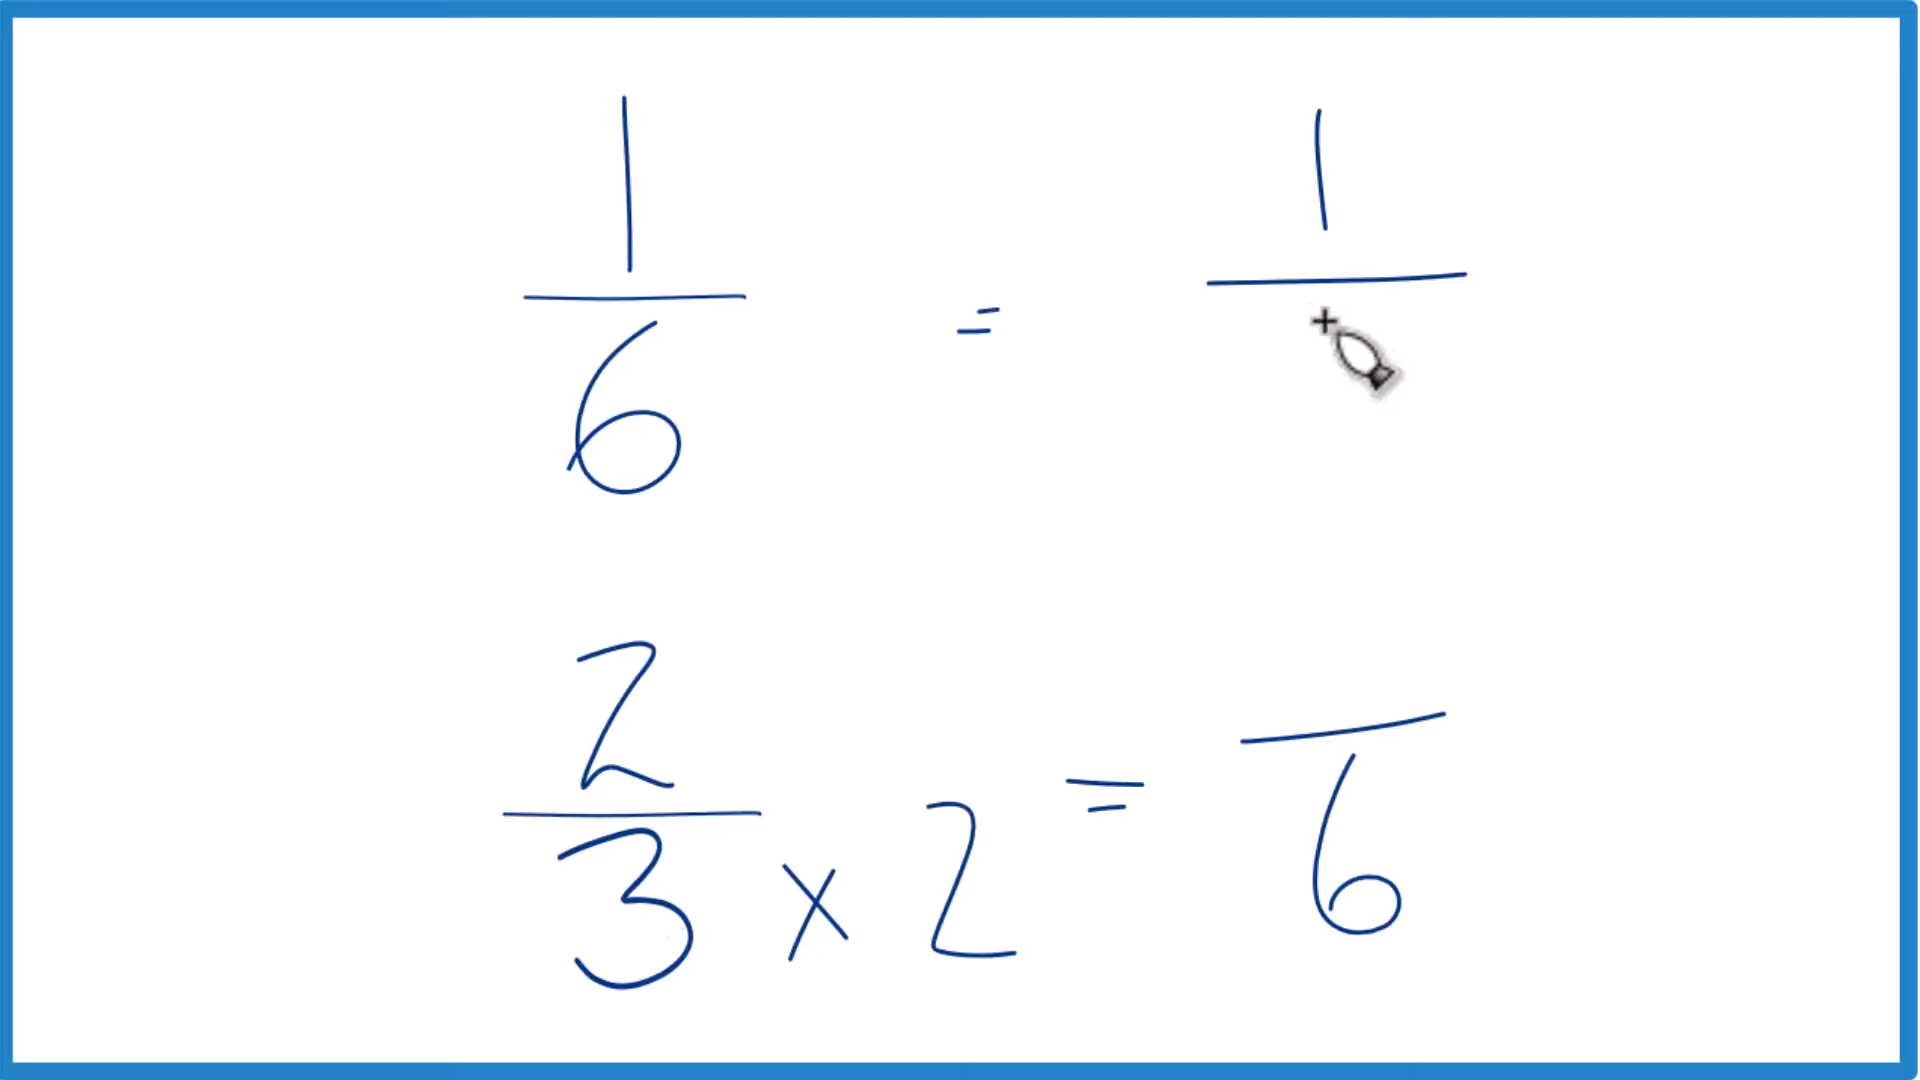 1/6 = 1/
2/3 x 2 = /6